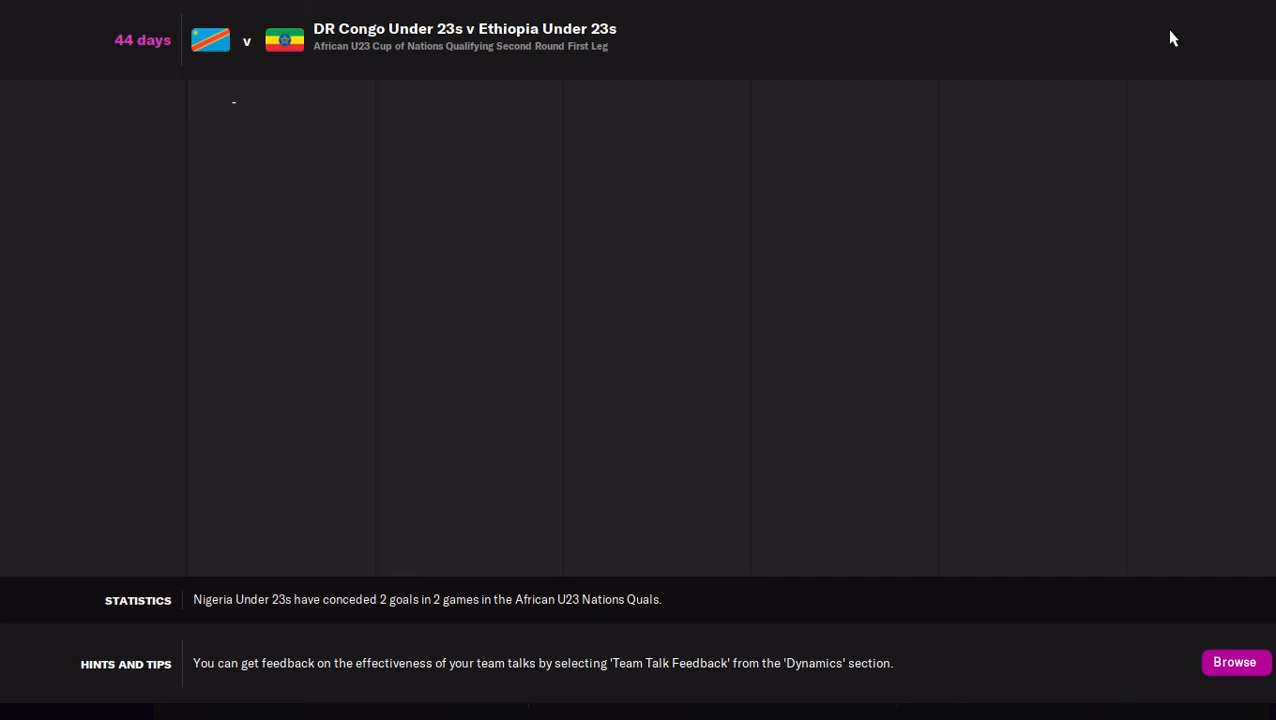 44 days
v
DR Congo Under 23s v Ethiopia Under 23s
African U23 Cup of Nations Qualifying Second Round First Leg
-
STATISTICS
Nigeria Under 23s have conceded 2 goals in 2 games in the African U23 Nations Quals.
HINTS AND TIPS
You can get feedback on the effectiveness of your team talks by selecting 'Team Talk Feedback' from the 'Dynamics' section.
Browse